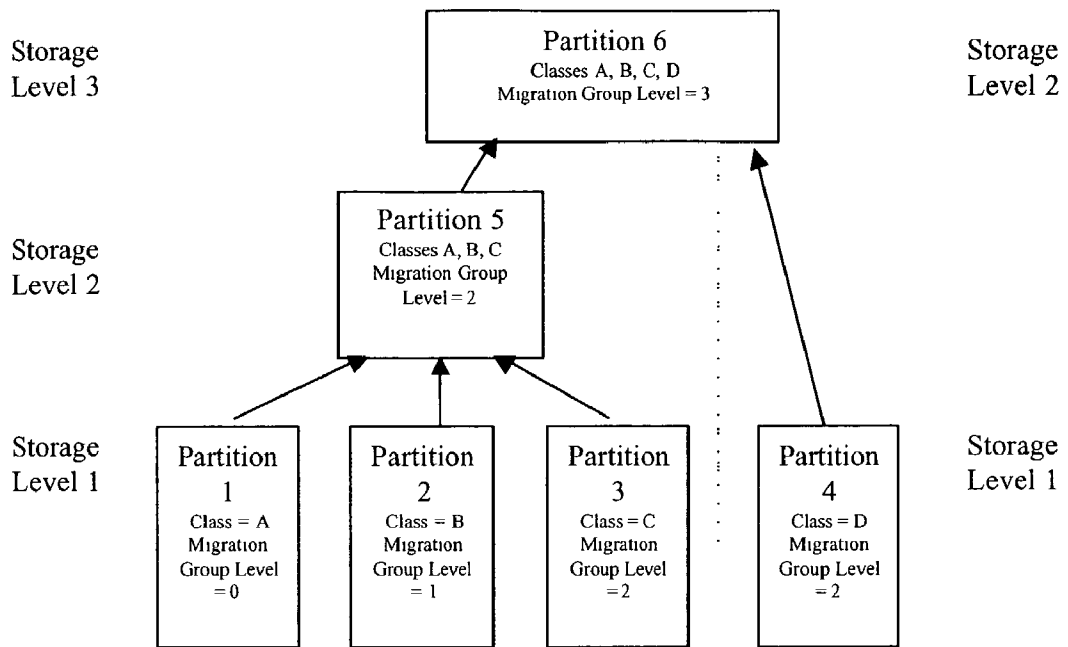 Storage
Level 3
Partition 6
Classes A, B, C, D
Migration Group Level = 3
Storage
Level 2
Storage
Level 2
Partition 5
Classes A, B, C
Migration Group
Level = 2
Storage
Level 1
Partition
1
Class = A
Migration
Group Level
= 0
Partition
2
Class = B
Migration
Group Level
= 1
Partition
3
Class = C
Migration
Group Level
= 2
Partition
4
Class = D
Migration
Group Level
= 2
Storage
Level 1